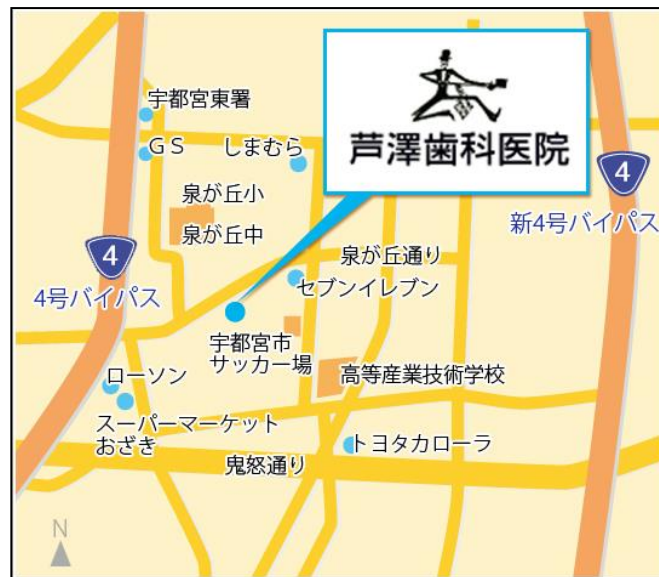 芦澤歯科医院
宇都宮東署
GS
しまむら
泉が丘小
泉が丘中
4
新4号バイパス
4
4号バイパス
泉が丘通り
セブンイレブン
宇都宮市
サッカー場
高等産業技術学校
ローソン
スーパーマーケット
おざき
トヨタカローラ
鬼怒通り
N